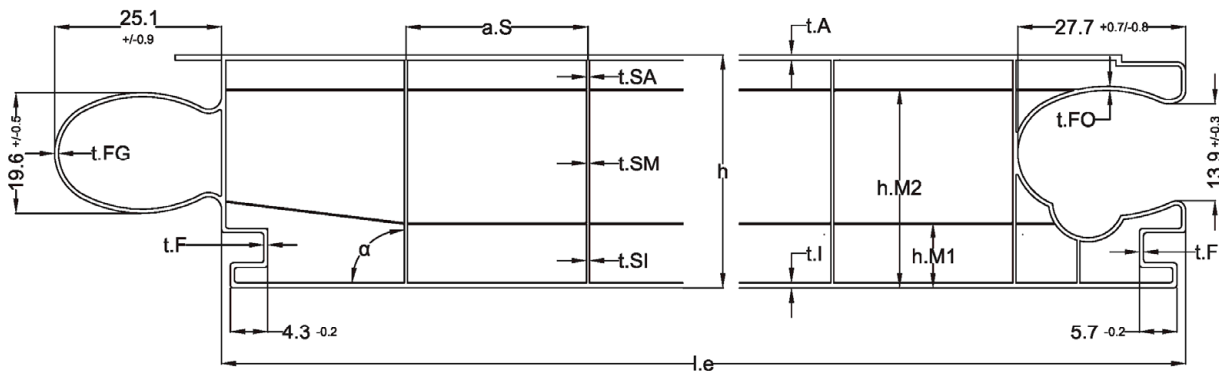 25.1
+/-0.9
a.S
t.A
27.7 +0.7/-0.8
t.SA
19.6 +/-0.5
t.FG
t.SM
h
h.M2
t.FO
13.9 +/-0.3
t.F
α
t.SI
t.I
h.M1
t.F
4.3 -0.2
5.7 -0.2
l.e